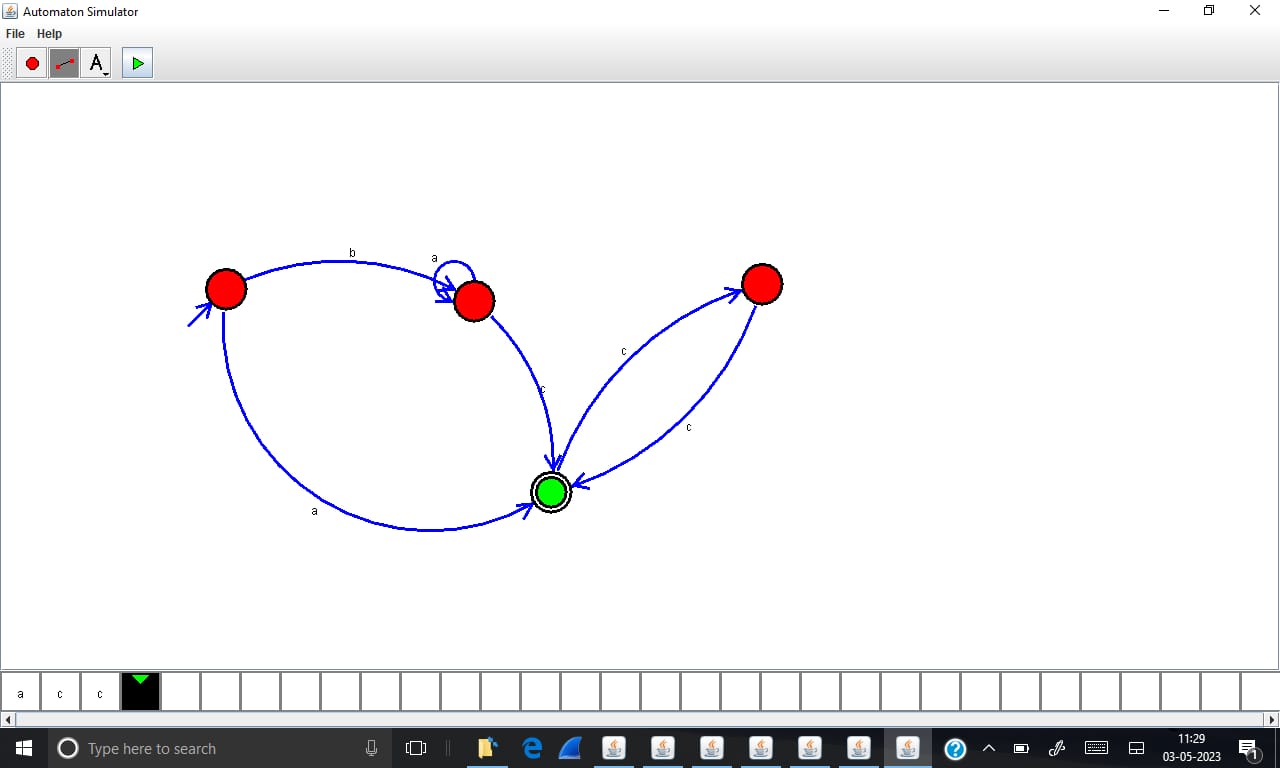 Automaton Simulator
File Help
A
b
a
c
c
c
a
a c c
Type here to search
11:29
03-05-2023
1